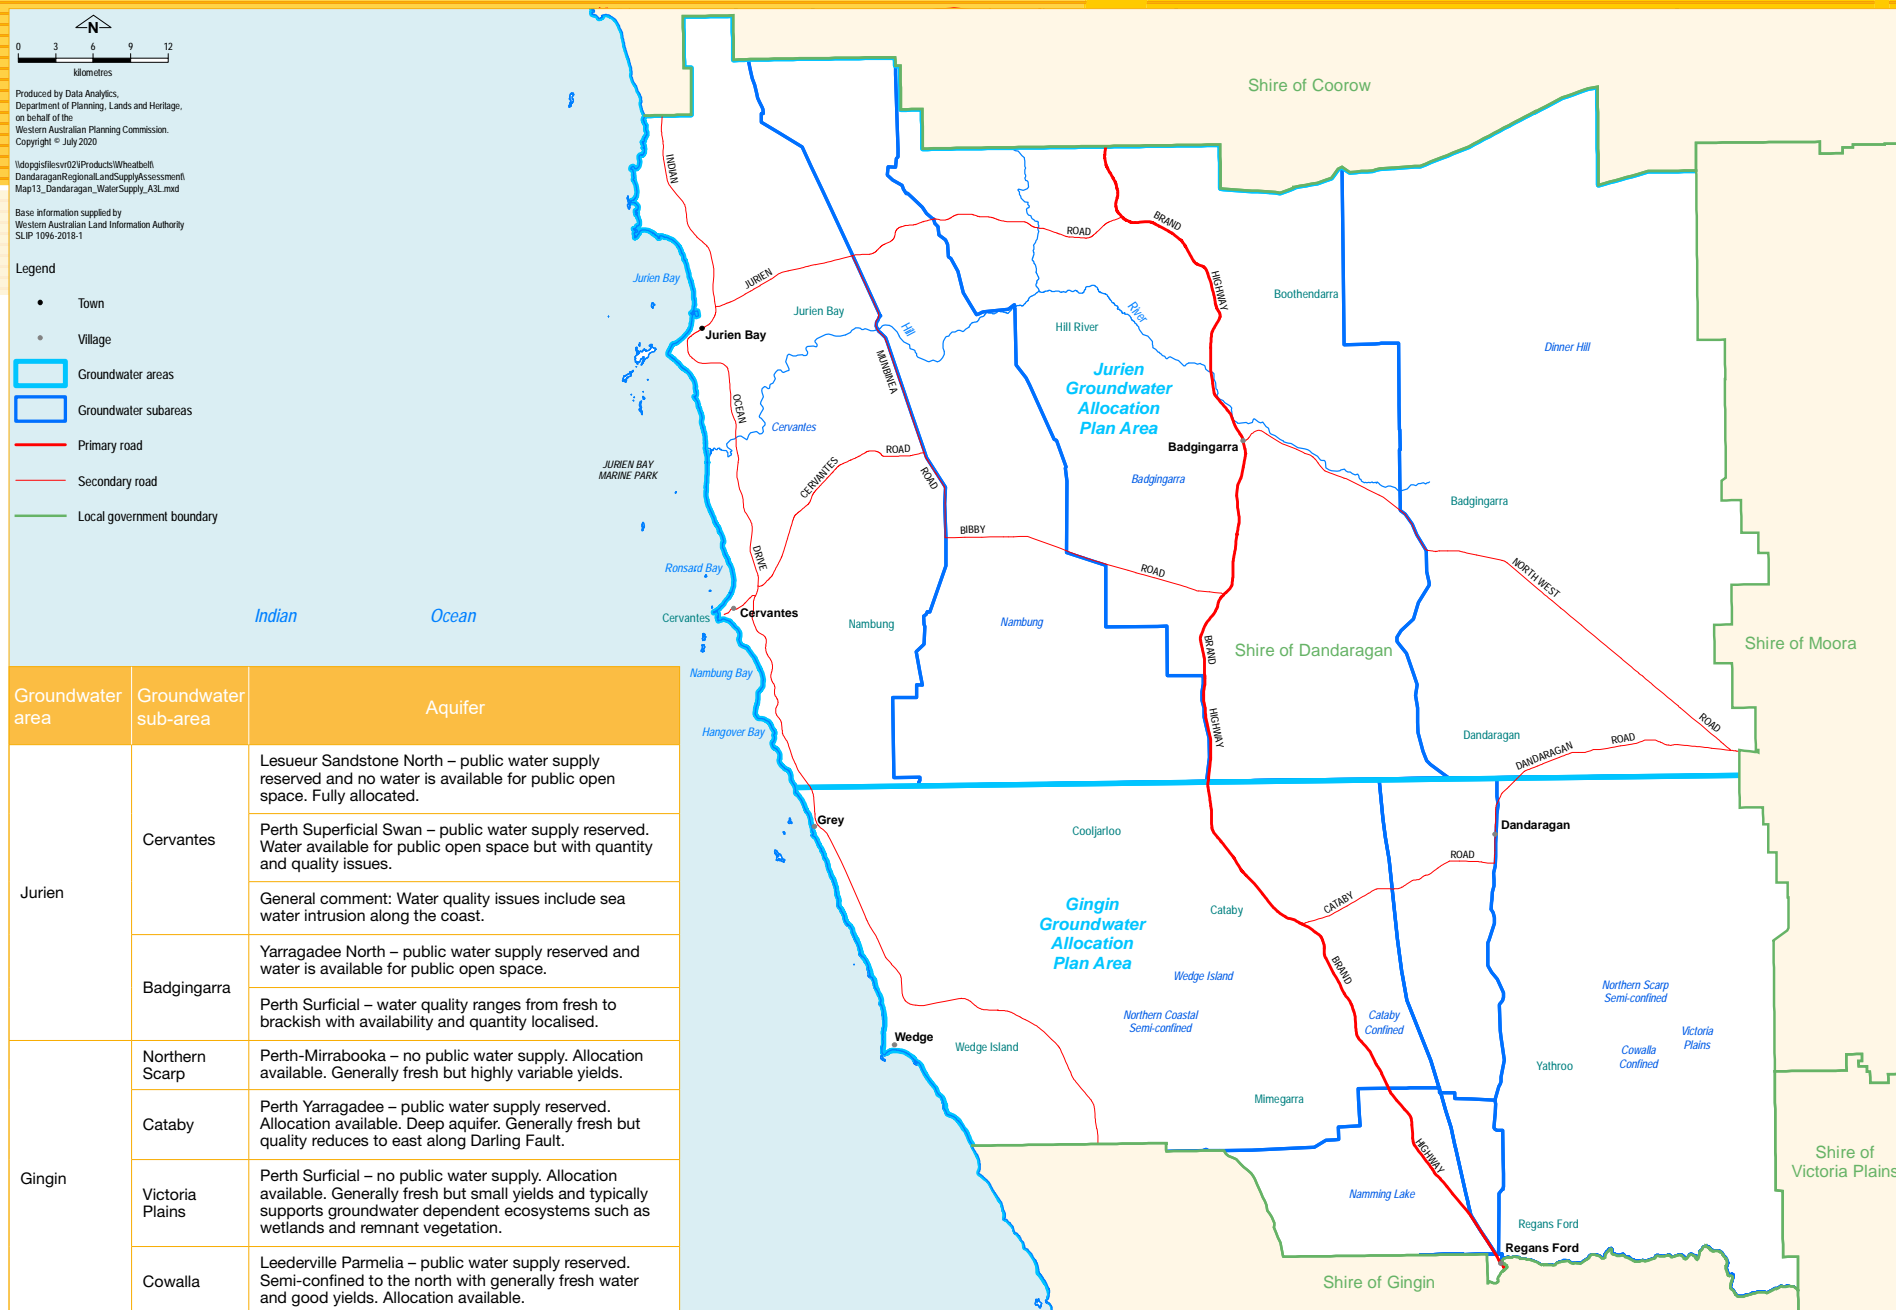 N
0 3 6 9 12
kilometres
Produced by Data Analytics,
Department of Planning, Lands and Heritage,
on behalf of the
Western Australian Planning Commission.
Copyright © July 2020
\\dopgisfilesvr02\iProducts\Wheatbelt\
DandaraganRegionalLandSupplyAssessment\
Map13_Dandaragan_WaterSupply_A3L.mxd
Base information supplied by
Western Australian Land Information Authority
SLIP 1096-2018-1
Legend
Town
Village
Groundwater areas
Groundwater subareas
Primary road
Secondary road
Local government boundary
Shire of Coorow
INDIAN
BRAND
ROAD
JURIEN
HIGHWAY
Jurien Bay
Jurien Bay
Boothendarra
River
Hill
Hill River
Jurien Bay
Dinner Hill
MUNBINEA
Jurien
Groundwater
Allocation
Plan Area
OCEAN
Cervantes
Badgingarra
ROAD
JURIEN BAY
MARINE PARK
CERVANTES
ROAD
Badgingarra
Badgingarra
BIBBY
DRIVE
ROAD
Ronsard Bay
NORTH WEST
Indian Ocean
Cervantes
Cervantes
Nambung
Nambung
BRAND
Shire of Dandaragan
Shire of Moora
Nambung Bay
HIGHWAY
ROAD
Hangover Bay
Dandaragan
DANDARAGAN
ROAD
Grey
Cooljarloo
Dandaragan
ROAD
CATABY
Cataby
Gingin
Groundwater
Allocation
Plan Area
BRAND
Wedge Island
Northern Scarp
Semi-confined
Northern Coastal
Semi-confined
Cataby
Confined
Victoria
Plains
Wedge
Wedge Island
Cowalla
Confined
Yathroo
Mimegarra
HIGHWAY
Shire of
Victoria Plains
Namming Lake
Regans Ford
Regans Ford
Shire of Gingin
Groundwater
area
Groundwater
sub-area
Aquifer
Jurien
Cervantes
Lesueur Sandstone North – public water supply
reserved and no water is available for public open
space. Fully allocated.
Perth Superficial Swan – public water supply reserved.
Water available for public open space but with quantity
and quality issues.
General comment: Water quality issues include sea
water intrusion along the coast.
Badgingarra
Yarragadee North – public water supply reserved and
water is available for public open space.
Perth Surficial – water quality ranges from fresh to
brackish with availability and quantity localised.
Gingin
Northern
Scarp
Perth-Mirrabooka – no public water supply. Allocation
available. Generally fresh but highly variable yields.
Cataby
Perth Yarragadee – public water supply reserved.
Allocation available. Deep aquifer. Generally fresh but
quality reduces to east along Darling Fault.
Victoria
Plains
Perth Surficial – no public water supply. Allocation
available. Generally fresh but small yields and typically
supports groundwater dependent ecosystems such as
wetlands and remnant vegetation.
Cowalla
Leederville Parmelia – public water supply reserved.
Semi-confined to the north with generally fresh water
and good yields. Allocation available.